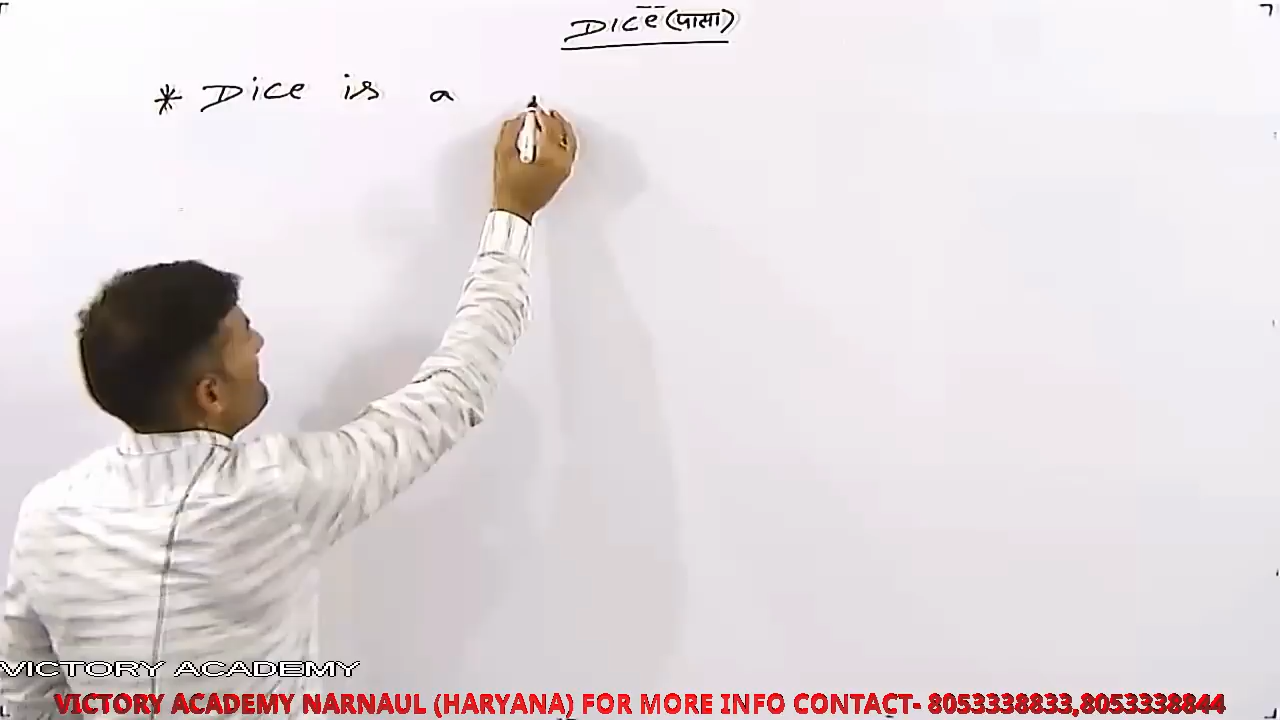 Dice (पासा)
* Dice is a
VICTORY ACADEMY
VICTORY ACADEMY NARNAUL (HARYANA) FOR MORE INFO CONTACT- 8053338833,8053338844